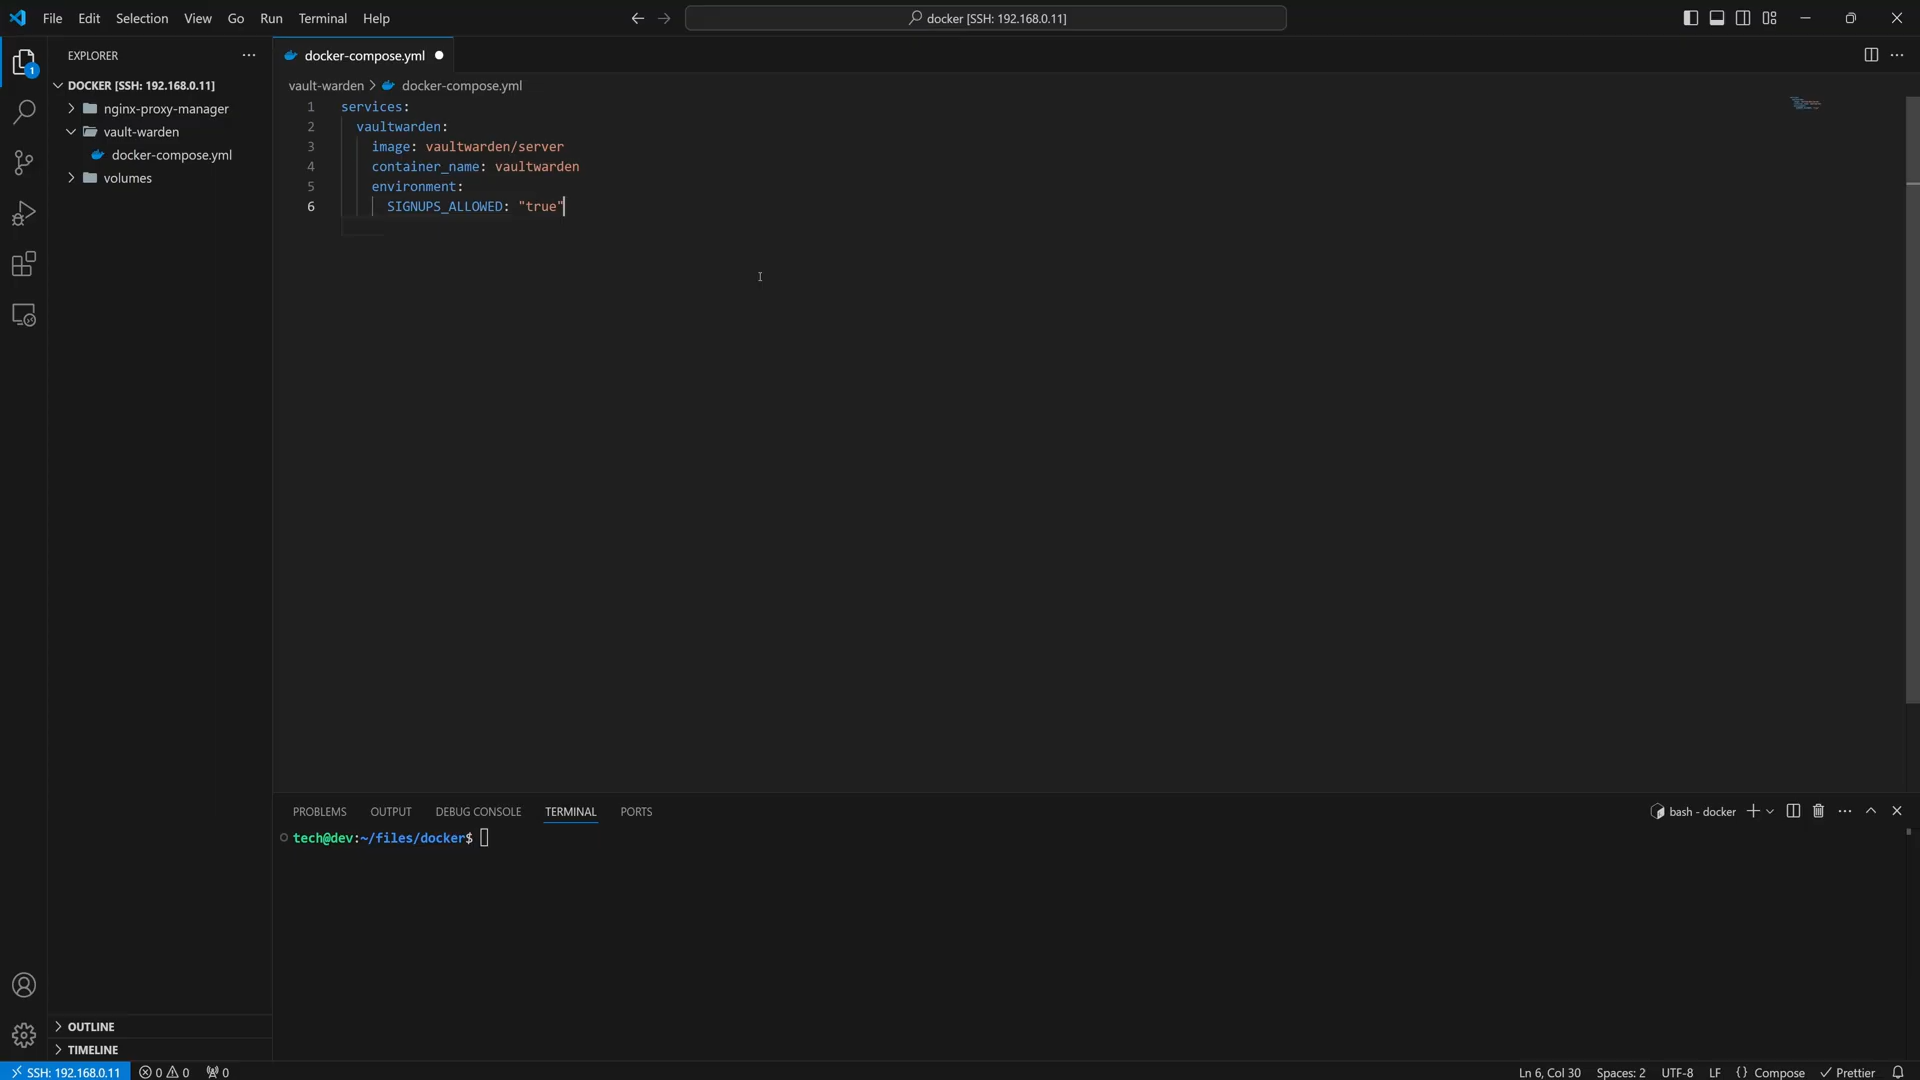 File Edit Selection View Go Run Terminal Help
docker [SSH: 192.168.0.11]
EXPLORER
1
DOCKER [SSH: 192.168.0.11]
nginx-proxy-manager
vault-warden
docker-compose.yml
volumes
OUTLINE
TIMELINE
docker-compose.yml
vault-warden > docker-compose.yml
1 services:
2 vaultwarden:
3 image: vaultwarden/server
4 container_name: vaultwarden
5 environment:
6 SIGNUPS_ALLOWED: "true"
PROBLEMS OUTPUT DEBUG CONSOLE TERMINAL PORTS
bash - docker
tech@dev:~/files/docker$
SSH: 192.168.0.11 0 0 0
Ln 6, Col 30 Spaces: 2 UTF-8 LF {} Compose Prettier